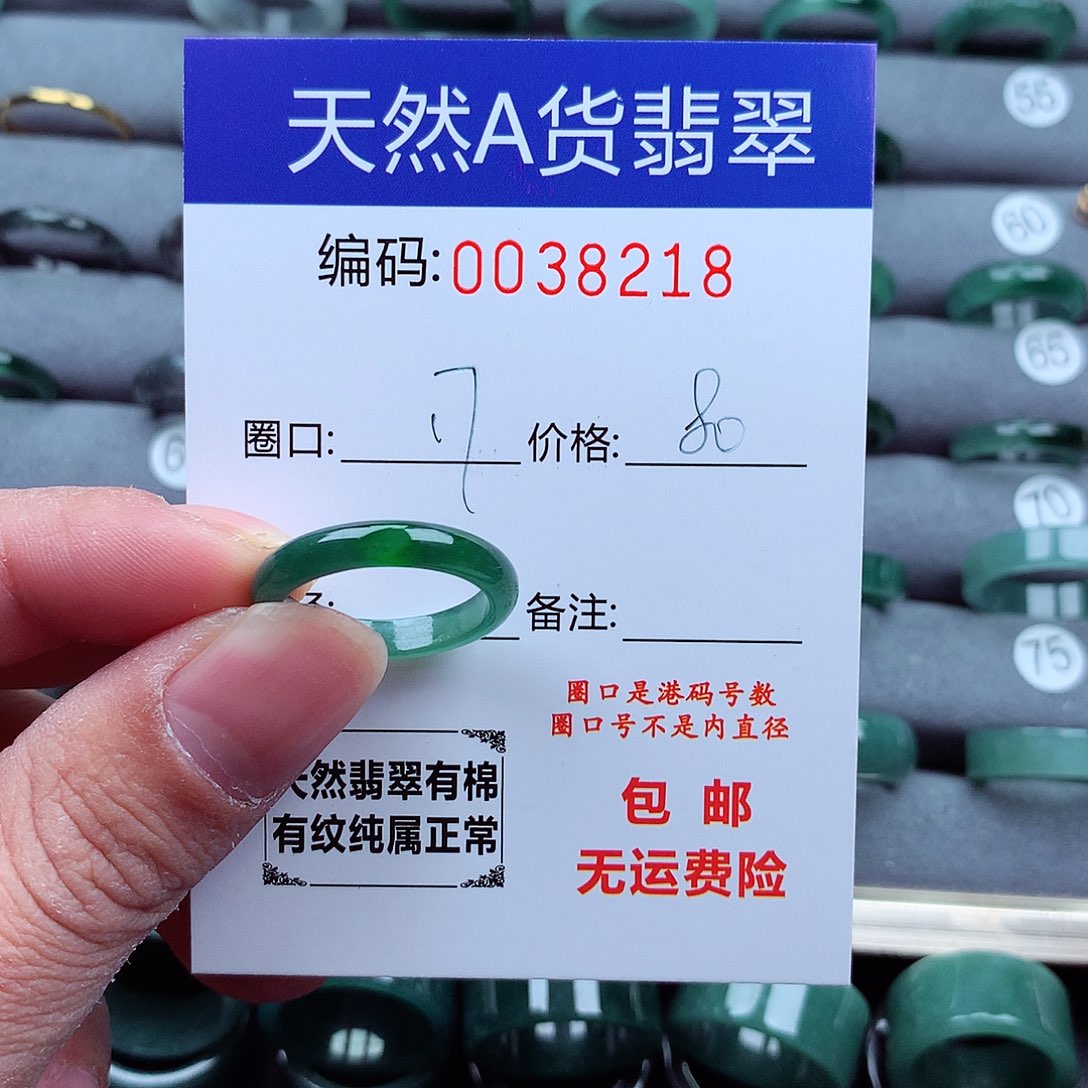 天然A货翡翠
编码:0038218
圈口: 17 价格: 80
备注:
圈口是港码号数
圈口号不是内直径
天然翡翠有棉
有纹纯属正常
包邮
无运费险
55
60
65
70
75